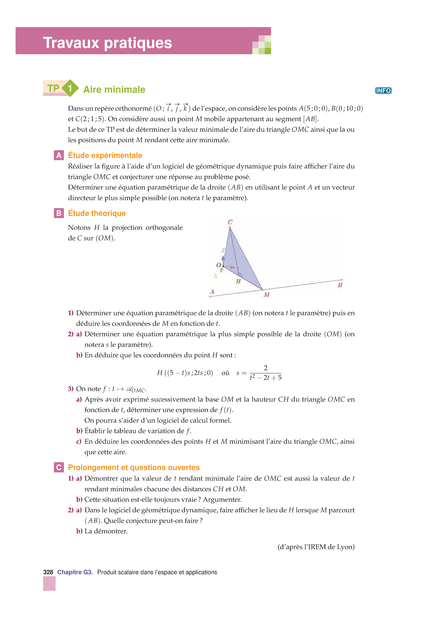 Travaux pratiques
TP 1 Aire minimale
INFO
Dans un repère orthonormé (O ; i, j, k) de l'espace, on considère les points A(5 ; 0 ; 0), B(0 ; 10 ; 0)
et C(2 ; 1 ; 5). On considère aussi un point M mobile appartenant au segment [AB].
Le but de ce TP est de déterminer la valeur minimale de l'aire du triangle OMC ainsi que la ou
les positions du point M rendant cette aire minimale.
A Étude expérimentale
Réaliser la figure à l'aide d'un logiciel de géométrique dynamique puis faire afficher l'aire du
triangle OMC et conjecturer une réponse au problème posé.
Déterminer une équation paramétrique de la droite (AB) en utilisant le point A et un vecteur
directeur le plus simple possible (on notera t le paramètre).
B Étude théorique
Notons H la projection orthogonale
de C sur (OM).
C
O
H
A
M
B
1) Déterminer une équation paramétrique de la droite (AB) (on notera t le paramètre) puis en
déduire les coordonnées de M en fonction de t.
2) a) Déterminer une équation paramétrique la plus simple possible de la droite (OM) (on
notera s le paramètre).
b) En déduire que les coordonnées du point H sont :
H ((5 − t)s ; 2ts ; 0) où s = 2 / (t² − 2t + 5)
3) On note f : t ↦ 𝒜OMC.
a) Après avoir exprimé sucessivement la base OM et la hauteur CH du triangle OMC en
fonction de t, déterminer une expression de f(t).
On pourra s'aider d'un logiciel de calcul formel.
b) Établir le tableau de variation de f.
c) En déduire les coordonnées des points H et M minimisant l'aire du triangle OMC, ainsi
que cette aire.
C Prolongement et questions ouvertes
1) a) Démontrer que la valeur de t rendant minimale l'aire de OMC est aussi la valeur de t
rendant minimales chacune des distances CH et OM.
b) Cette situation est-elle toujours vraie ? Argumenter.
2) a) Dans le logiciel de géométrique dynamique, faire afficher le lieu de H lorsque M parcourt
(AB). Quelle conjecture peut-on faire ?
b) La démontrer.
(d'après l'IREM de Lyon)
328 Chapitre G3. Produit scalaire dans l'espace et applications